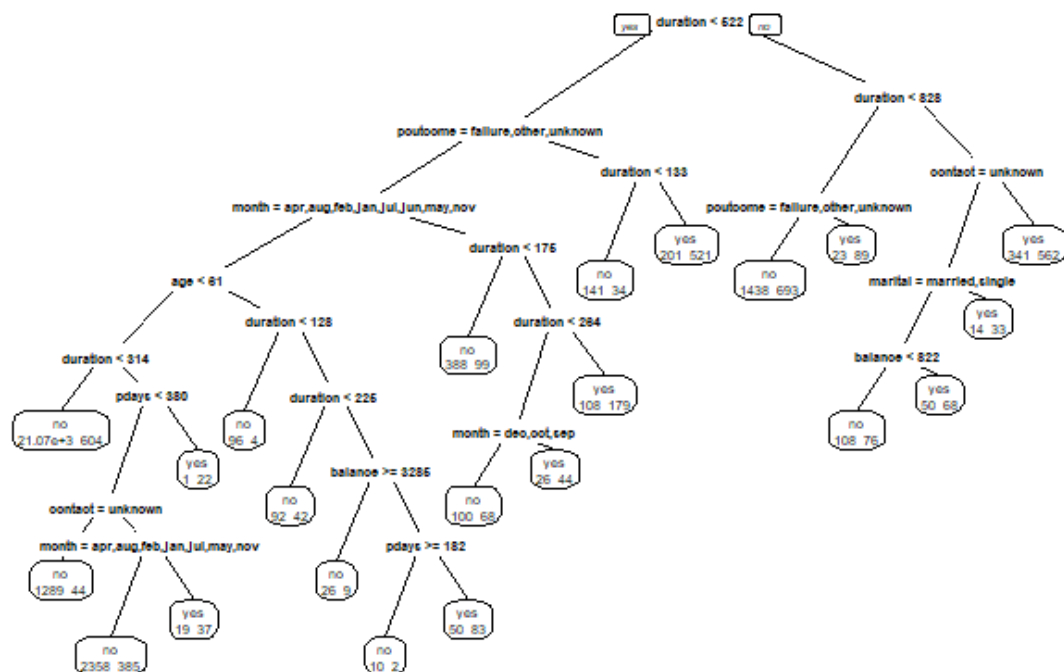 yes duration < 522 no
duration < 828
poutcome = failure,other,unknown
duration < 133
contact = unknown
month = apr,aug,feb,jan,jul,jun,may,nov
poutcome = failure,other,unknown
duration < 175
yes
201 521
yes
23 89
yes
341 562
no
141 34
no
1438 693
age < 61
marital = married,single
duration < 128
duration < 264
yes
14 33
no
388 99
duration < 314
balance < 822
pdays < 380
duration < 225
yes
108 179
yes
50 68
no
21.07e+3 604
no
96 4
month = dec,oct,sep
no
108 76
yes
1 22
balance >= 3285
yes
26 44
no
92 42
no
100 68
contact = unknown
month = apr,aug,feb,jan,jul,may,nov
pdays >= 182
no
1289 44
no
26 9
yes
19 37
yes
50 83
no
2358 385
no
10 2